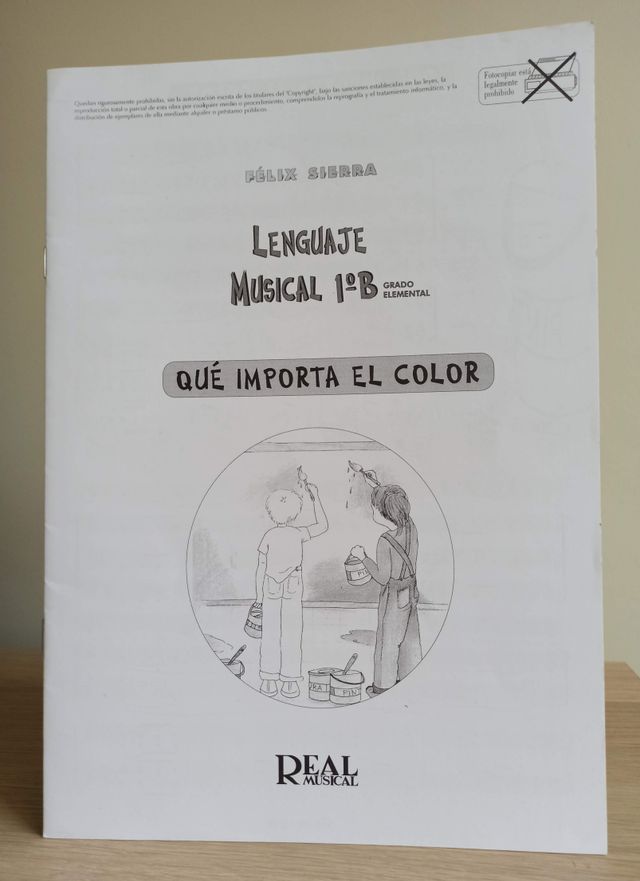 Quedan rigurosamente prohibidas, sin la autorización escrita de los titulares del "Copyright", bajo las sanciones establecidas en las leyes, la
reproducción total o parcial de esta obra por cualquier medio o procedimiento, comprendidos la reprografía y el tratamiento informático, y la
distribución de ejemplares de ella mediante alquiler o préstamo públicos.
Fotocopiar está
legalmente
prohibido
FÉLIX SIERRA
LENGUAJE
MUSICAL 1ºB GRADO
ELEMENTAL
QUÉ IMPORTA EL COLOR
PI
URA PIN
REAL
MUSICAL